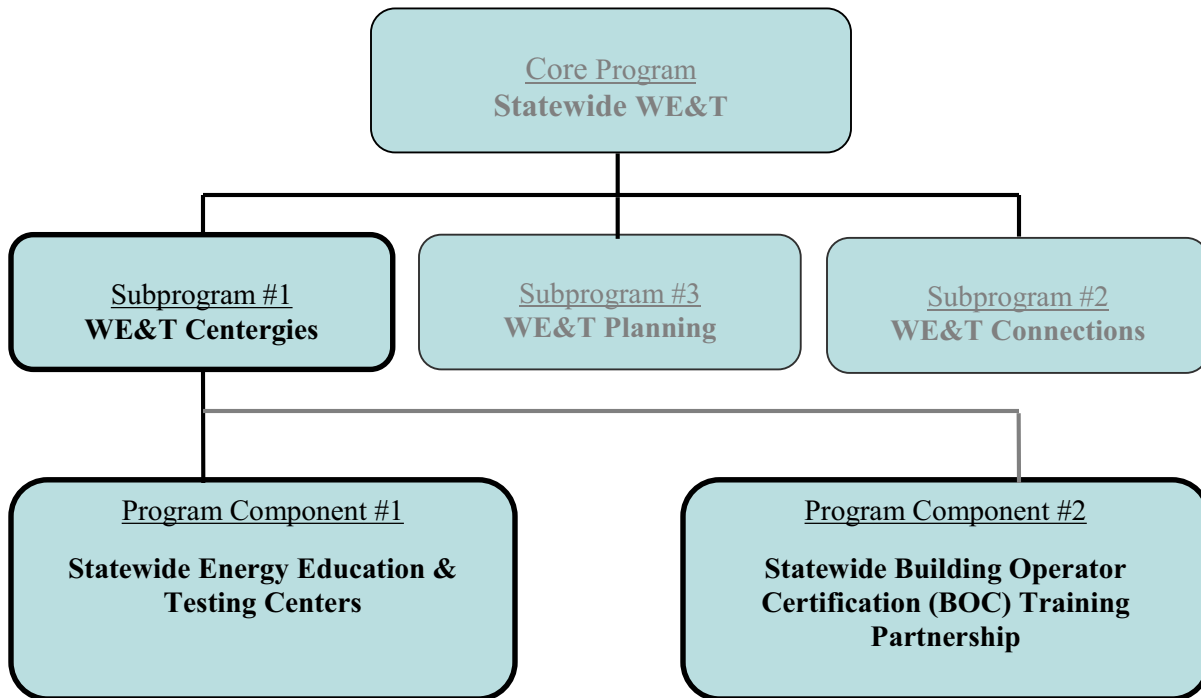 Core Program
Statewide WE&T
Subprogram #1
WE&T Centergies
Subprogram #3
WE&T Planning
Subprogram #2
WE&T Connections
Program Component #1
Statewide Energy Education &
Testing Centers
Program Component #2
Statewide Building Operator
Certification (BOC) Training
Partnership